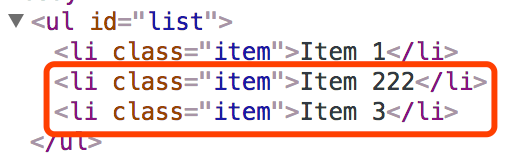 ▼<ul id="list">
<li class="item">Item 1</li>
<li class="item">Item 222</li>
<li class="item">Item 3</li>
</ul>